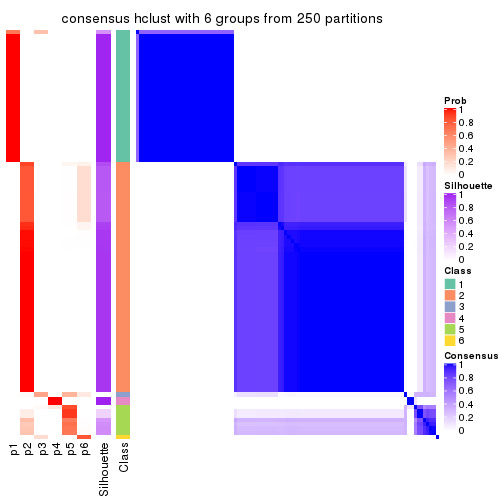 consensus hclust with 6 groups from 250 partitions
p1
p2
p3
p4
p5
p6
Silhouette
Class
Prob
1
0.8
0.6
0.4
0.2
0
Silhouette
1
0.8
0.6
0.4
0.2
0
Class
1
2
3
4
5
6
Consensus
1
0.8
0.6
0.4
0.2
0